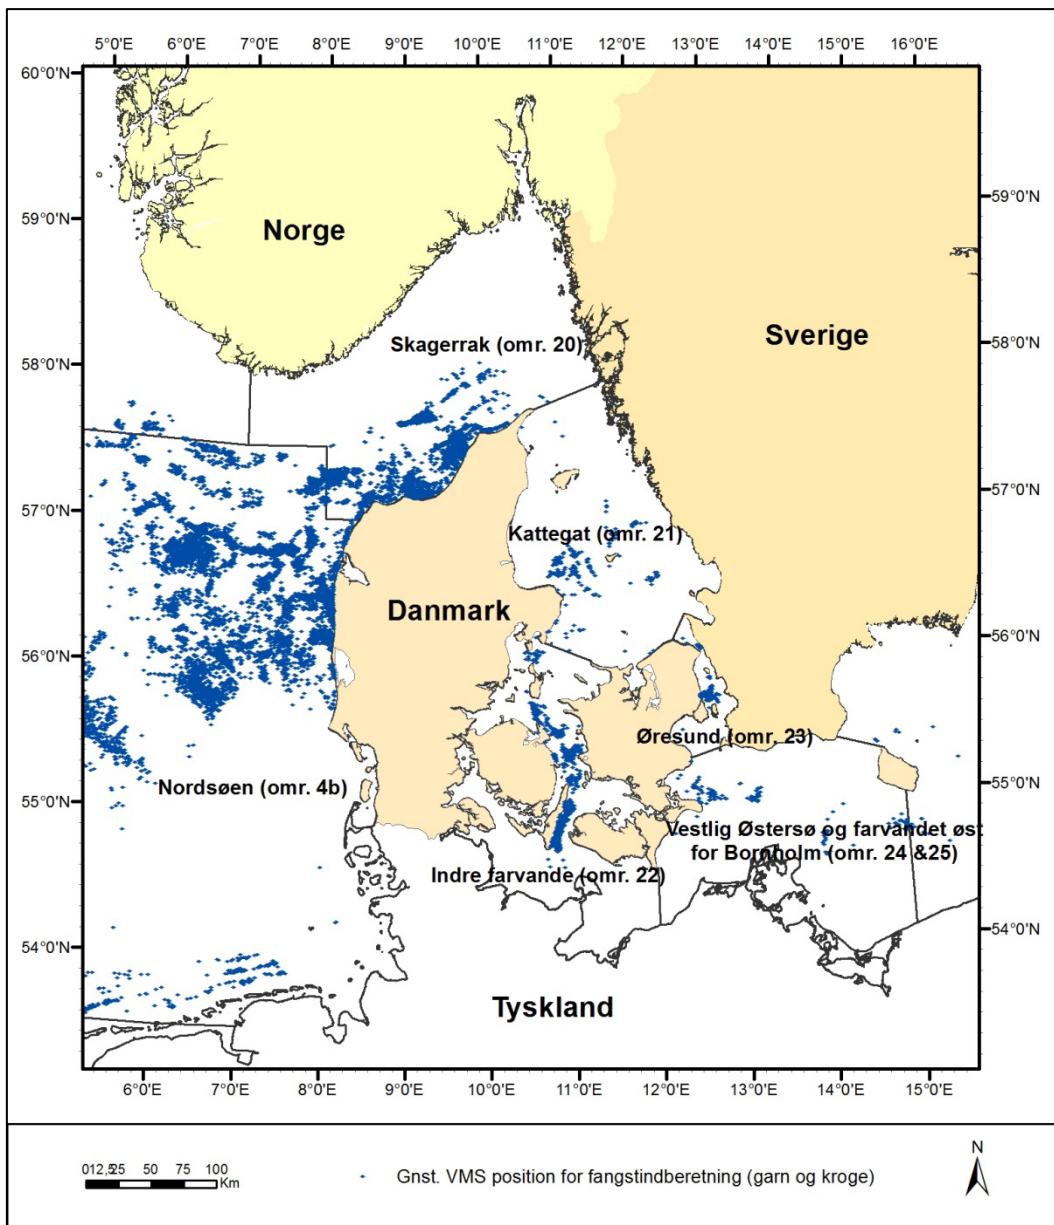 5°0'E 6°0'E 7°0'E 8°0'E 9°0'E 10°0'E 11°0'E 12°0'E 13°0'E 14°0'E 15°0'E 16°0'E
60°0'N
59°0'N
59°0'N
Norge
Sverige
Skagerrak (omr. 20)
58°0'N
58°0'N
57°0'N
57°0'N
Kattegat (omr. 21)
Danmark
56°0'N
56°0'N
Øresund (omr. 23)
Nordsøen (omr. 4b)
55°0'N
55°0'N
Vestlig Østersø og farvandet øst
for Bornholm (omr. 24 &25)
Indre farvande (omr. 22)
54°0'N
54°0'N
Tyskland
6°0'E 7°0'E 8°0'E 9°0'E 10°0'E 11°0'E 12°0'E 13°0'E 14°0'E 15°0'E
012,525 50 75 100
Km
Gnst. VMS position for fangstindberetning (garn og kroge)
N